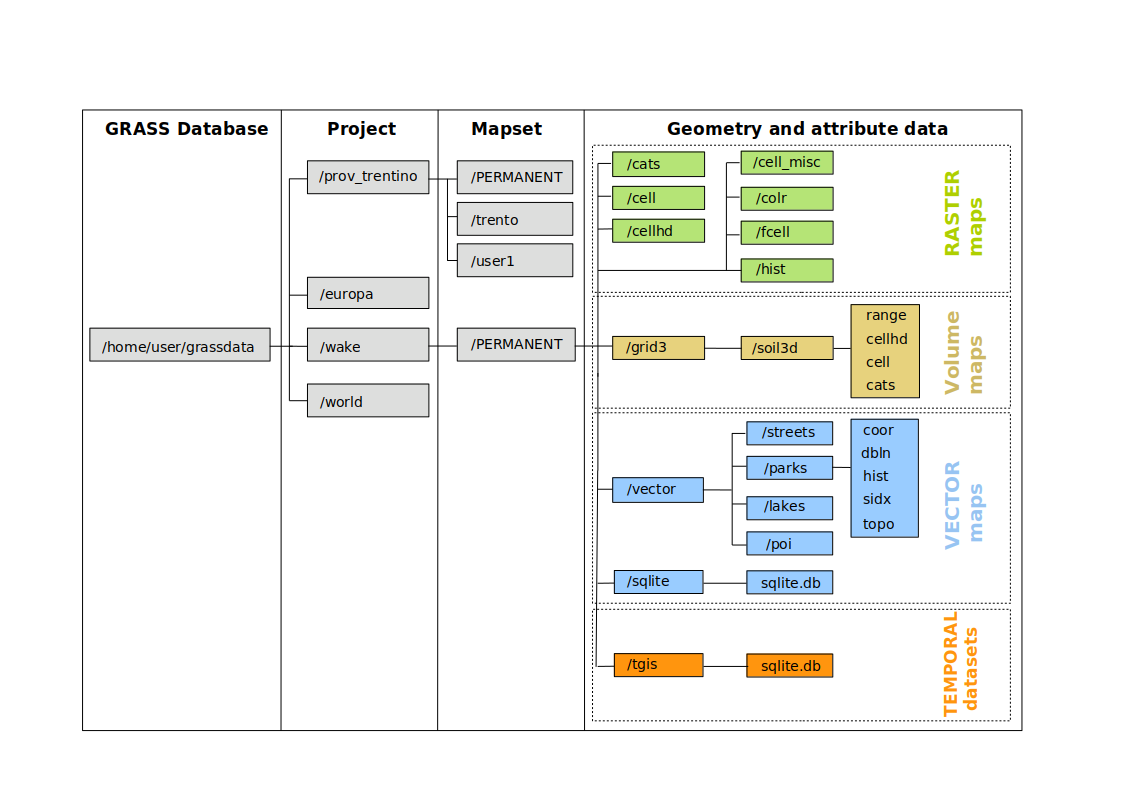 GRASS Database
Project
Mapset
Geometry and attribute data
/home/user/grassdata
/prov_trentino
/europa
/wake
/world
/PERMANENT
/trento
/user1
/PERMANENT
/cats
/cell
/cellhd
/cell_misc
/colr
/fcell
/hist
RASTER
maps
/grid3
/soil3d
range
cellhd
cell
cats
Volume
maps
/vector
/streets
/parks
/lakes
/poi
coor
dbln
hist
sidx
topo
/sqlite
sqlite.db
VECTOR
maps
/tgis
sqlite.db
TEMPORAL
datasets